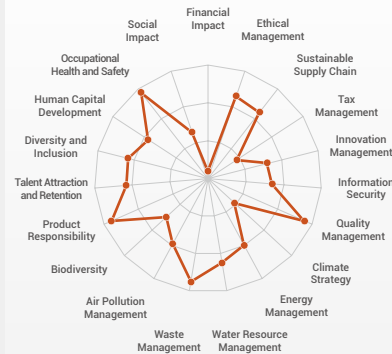 Financial
Impact
Ethical
Management
Sustainable
Supply Chain
Tax
Management
Innovation
Management
Information
Security
Quality
Management
Climate
Strategy
Energy
Management
Water Resource
Management
Waste
Management
Air Pollution
Management
Biodiversity
Product
Responsibility
Talent Attraction
and Retention
Diversity and
Inclusion
Human Capital
Development
Occupational
Health and Safety
Social
Impact